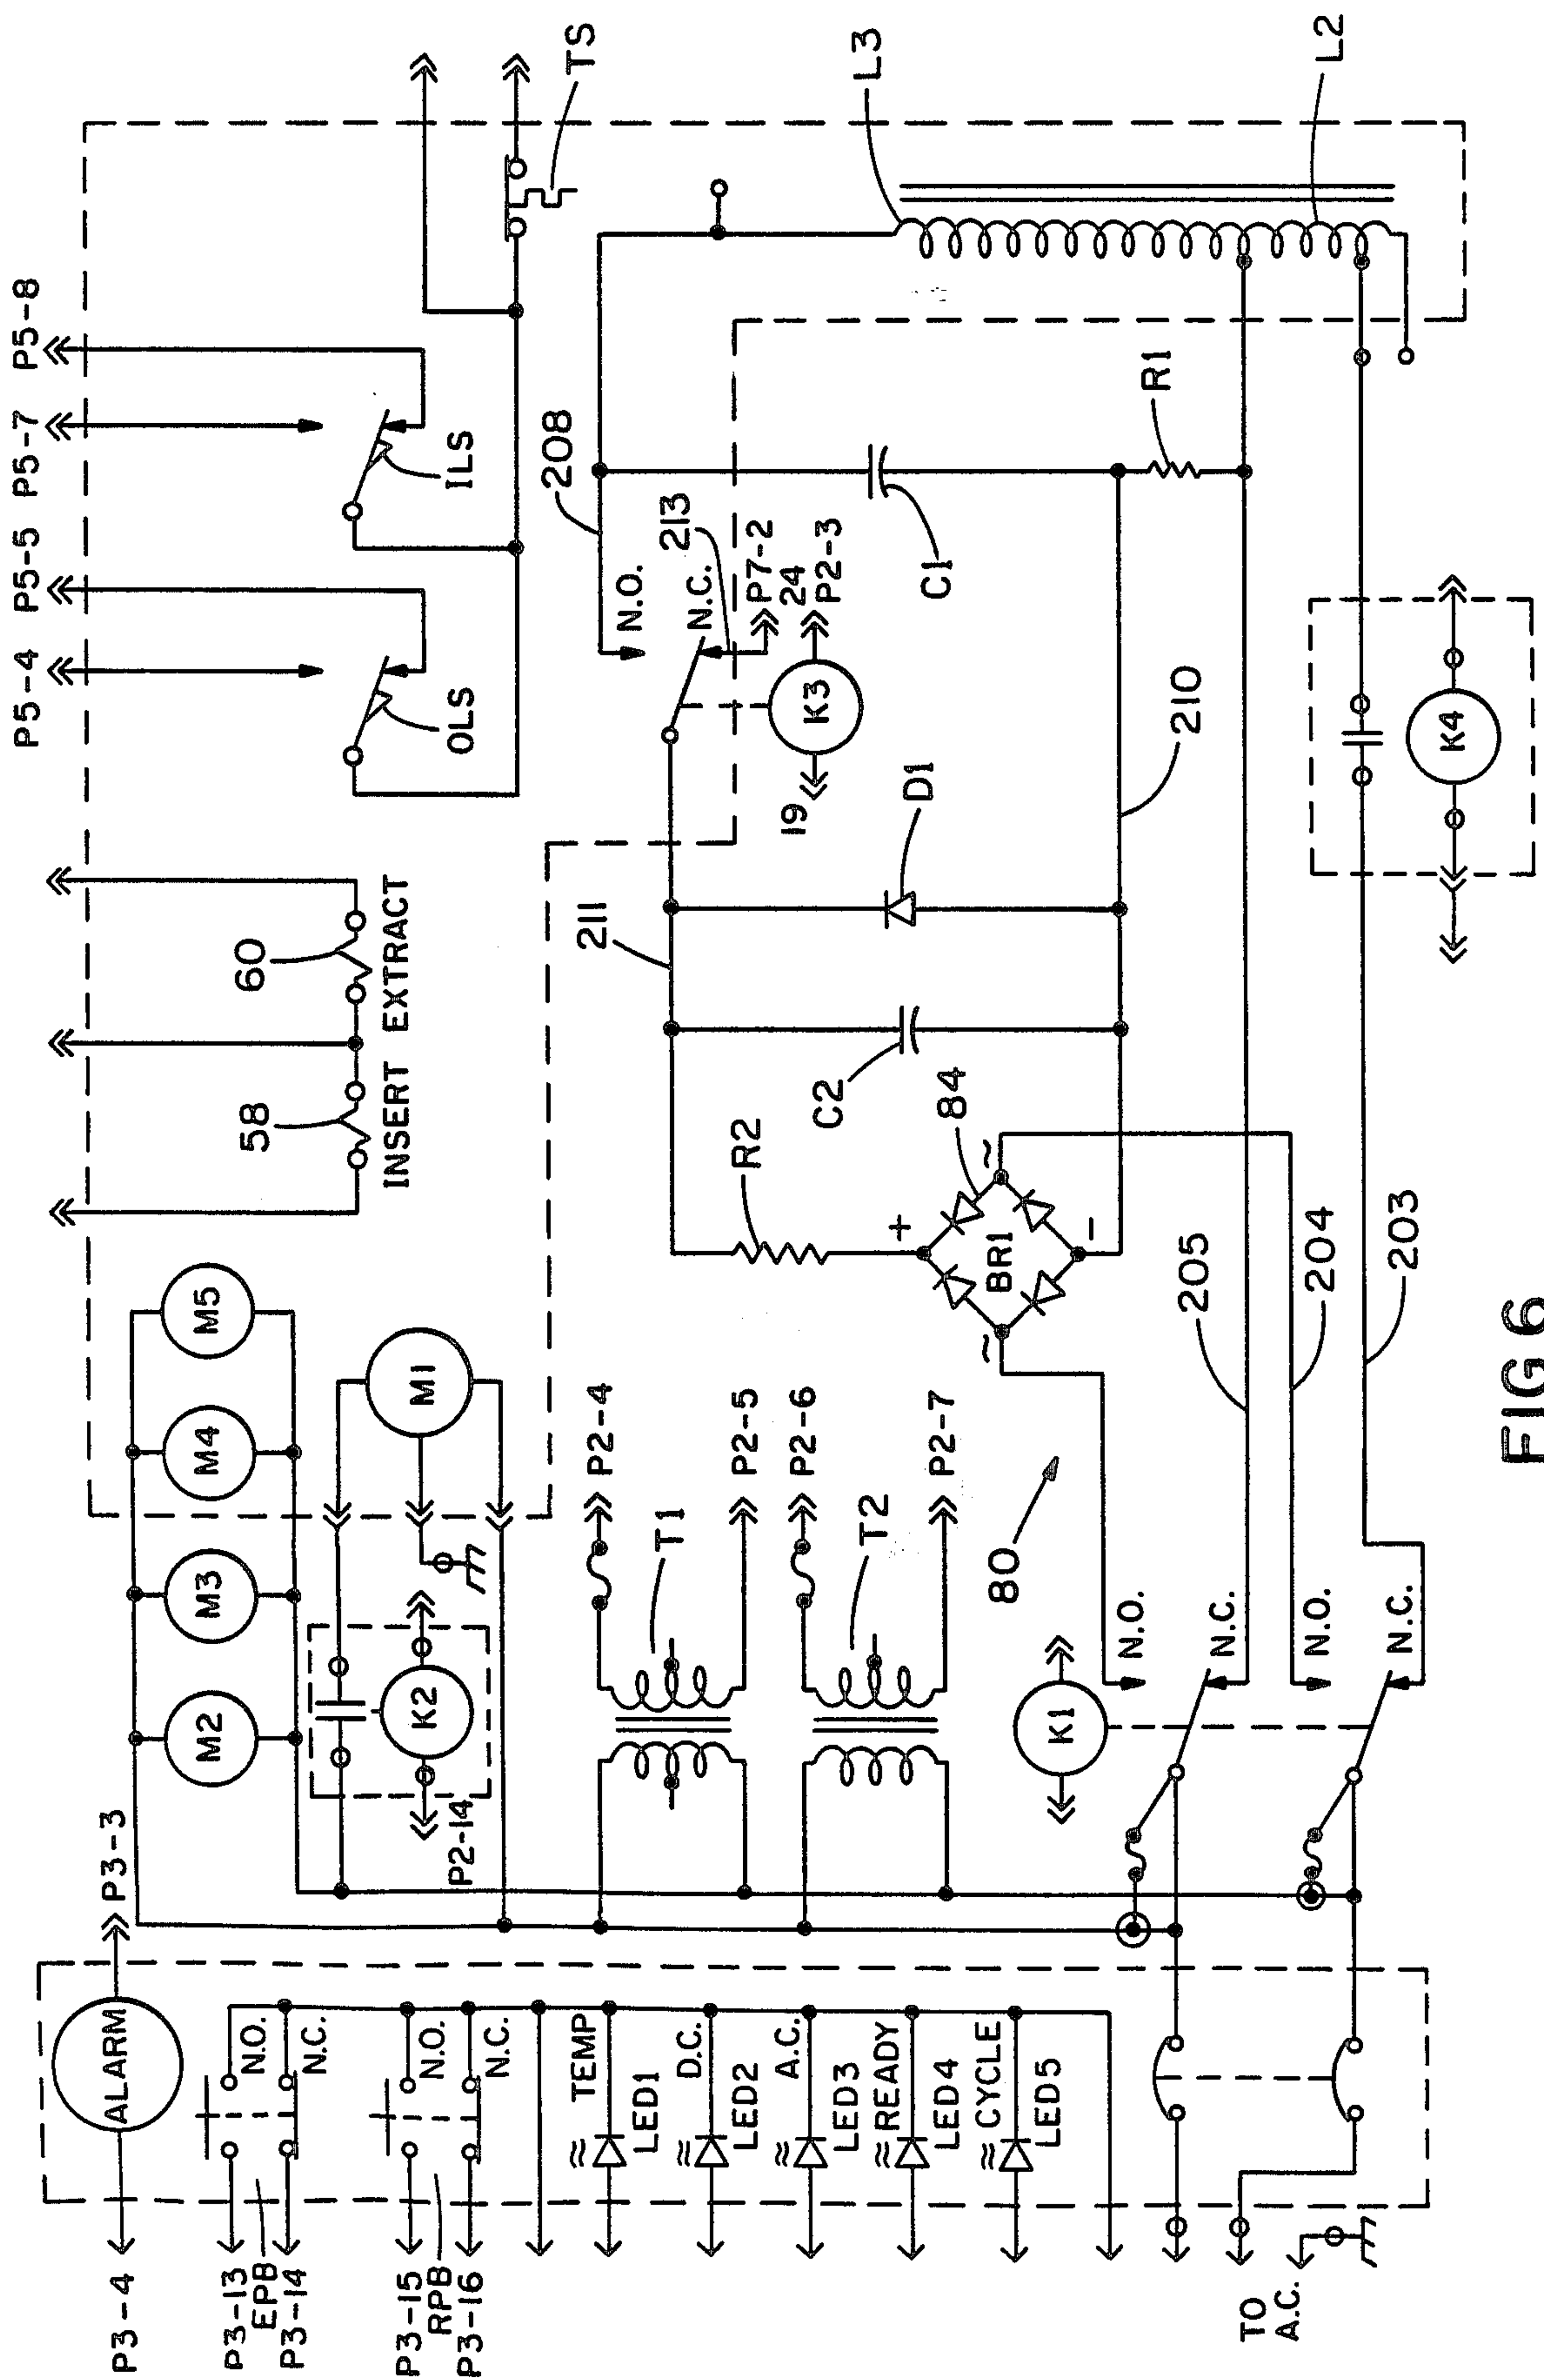 P3-4
ALARM
P3-3
P3-13
EPB
P3-14
N.O.
N.C.
P3-15
RPB
P3-16
N.O.
N.C.
TEMP
LED1
D.C.
LED2
A.C.
LED3
READY
LED4
CYCLE
LED5
TO
A.C.
M2
M3
M4
M5
K2
P2-14
M1
T1
P2-4
P2-5
T2
P2-6
P2-7
80
K1
N.O.
N.C.
N.O.
N.C.
205
204
203
58
60
INSERT EXTRACT
P5-4
P5-5
P5-7
P5-8
OLS
ILS
TS
R2
BR1
+
-
~
~
84
C2
211
D1
210
19
K3
24
P2-3
P7-2
213
N.C.
N.O.
208
C1
R1
K4
L3
L2
FIG.6